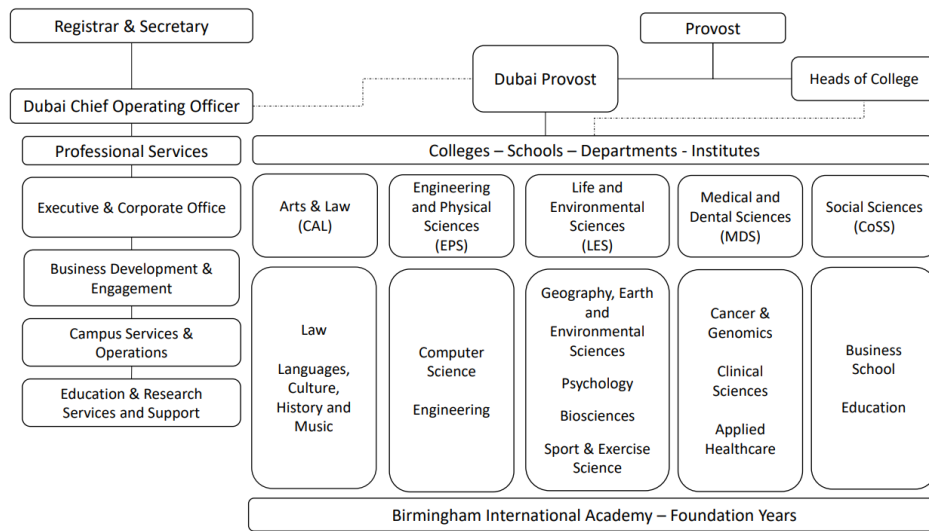 Registrar & Secretary
Provost
Dubai Provost
Heads of College
Dubai Chief Operating Officer
Professional Services
Colleges – Schools – Departments - Institutes
Executive & Corporate Office
Business Development &
Engagement
Campus Services &
Operations
Education & Research
Services and Support
Arts & Law
(CAL)
Engineering
and Physical
Sciences
(EPS)
Life and
Environmental
Sciences
(LES)
Medical and
Dental Sciences
(MDS)
Social Sciences
(CoSS)
Law
Languages,
Culture,
History and
Music
Computer
Science
Engineering
Geography, Earth
and
Environmental
Sciences
Psychology
Biosciences
Sport & Exercise
Science
Cancer &
Genomics
Clinical
Sciences
Applied
Healthcare
Business
School
Education
Birmingham International Academy – Foundation Years